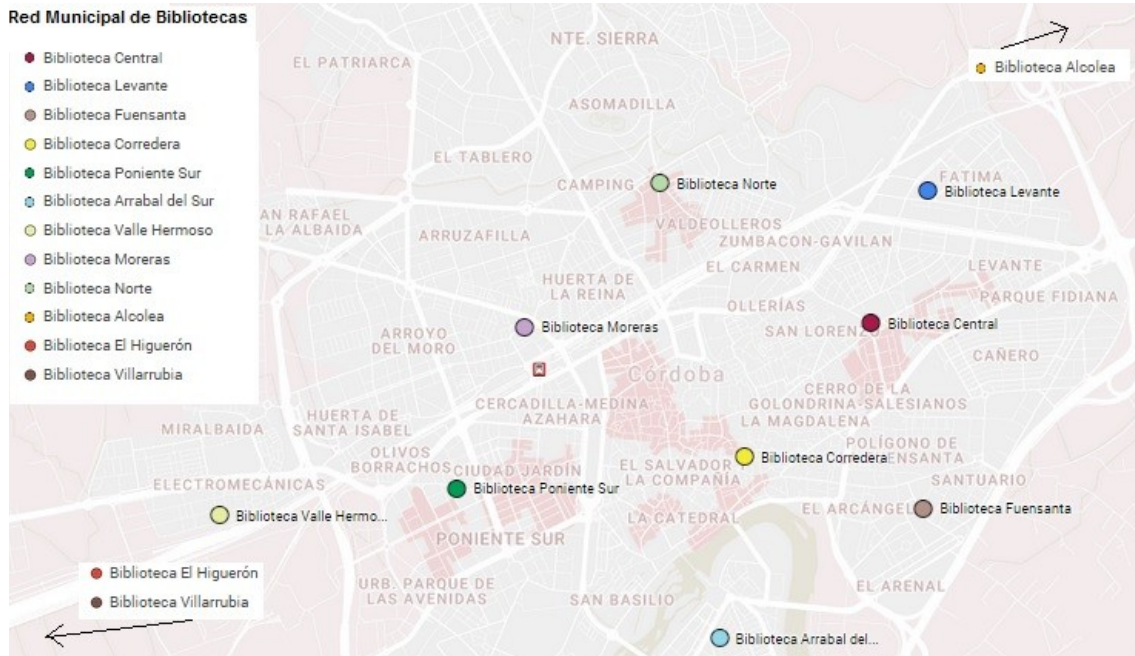 Red Municipal de Bibliotecas
Biblioteca Central
Biblioteca Levante
Biblioteca Fuensanta
Biblioteca Corredera
Biblioteca Poniente Sur
Biblioteca Arrabal del Sur
Biblioteca Valle Hermoso
Biblioteca Moreras
Biblioteca Norte
Biblioteca Alcolea
Biblioteca El Higuerón
Biblioteca Villarrubia
NTE. SIERRA
EL PATRIARCA
Biblioteca Alcolea
ASOMADILLA
EL TABLERO
CAMPING
Biblioteca Norte
FATIMA
Biblioteca Levante
AN RAFAEL
LA ALBAIDA
ARRUZAFILLA
VALDEOLLEROS
ZUMBACON-GAVILAN
EL CARMEN
LEVANTE
HUERTA DE
LA REINA
PARQUE FIDIANA
OLLERÍAS
Biblioteca Moreras
SAN LORENZO
Biblioteca Central
ARROYO
DEL MORO
CAÑERO
Córdoba
CERCADILLA-MEDINA
AZAHARA
CERRO DE LA
GOLONDRINA-SALESIANOS
LA MAGDALENA
HUERTA DE
SANTA ISABEL
MIRALBAIDA
POLÍGONO DE
ENSANTA
OLIVOS
BORRACHOS
CIUDAD JARDÍN
EL SALVADOR Y
LA COMPAÑÍA
Biblioteca Corredera
ELECTROMECÁNICAS
SANTUARIO
Biblioteca Poniente Sur
Biblioteca Valle Hermo...
LA CATEDRAL
EL ARCÁNGEL
Biblioteca Fuensanta
PONIENTE SUR
Biblioteca El Higuerón
Biblioteca Villarrubia
URB. PARQUE DE
LAS AVENIDAS
SAN BASILIO
EL ARENAL
Biblioteca Arrabal del...